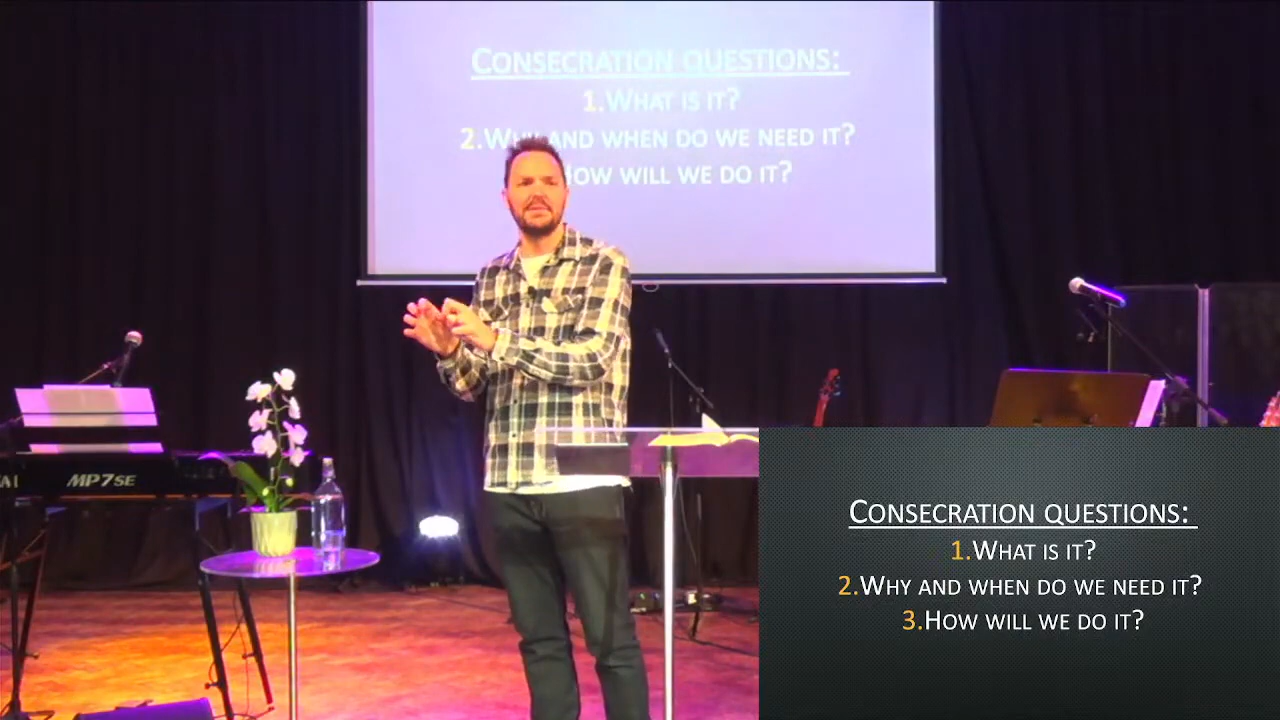 CONSECRATION QUESTIONS:
1.WHAT IS IT?
2.WHY AND WHEN DO WE NEED IT?
HOW WILL WE DO IT?
MP7SE
CONSECRATION QUESTIONS:
1.WHAT IS IT?
2.WHY AND WHEN DO WE NEED IT?
3.HOW WILL WE DO IT?